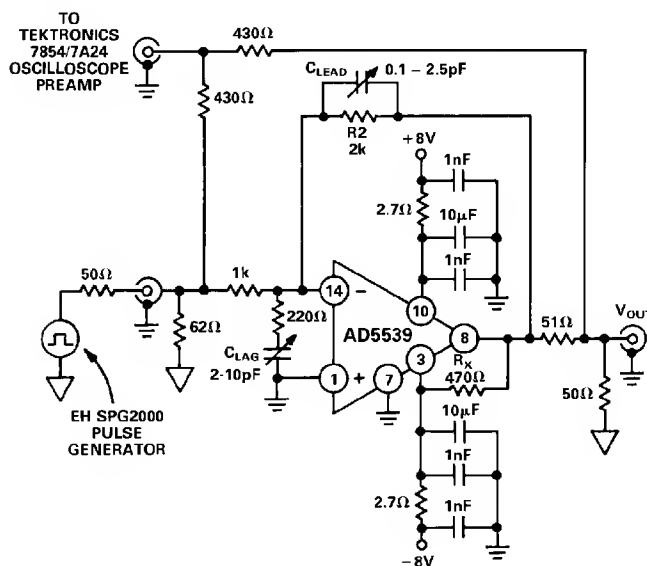 TO
TEKTRONICS
7854/7A24
OSCILLOSCOPE
PREAMP
430Ω
430Ω
CLEAD
0.1 – 2.5pF
R2
2k
+8V
1nF
2.7Ω
10μF
1nF
50Ω
1k
62Ω
220Ω
CLAG
2-10pF
14
–
AD5539
1
+
7
10
8
3
RX
470Ω
51Ω
VOUT
50Ω
10μF
1nF
2.7Ω
1nF
−8V
EH SPG2000
PULSE
GENERATOR